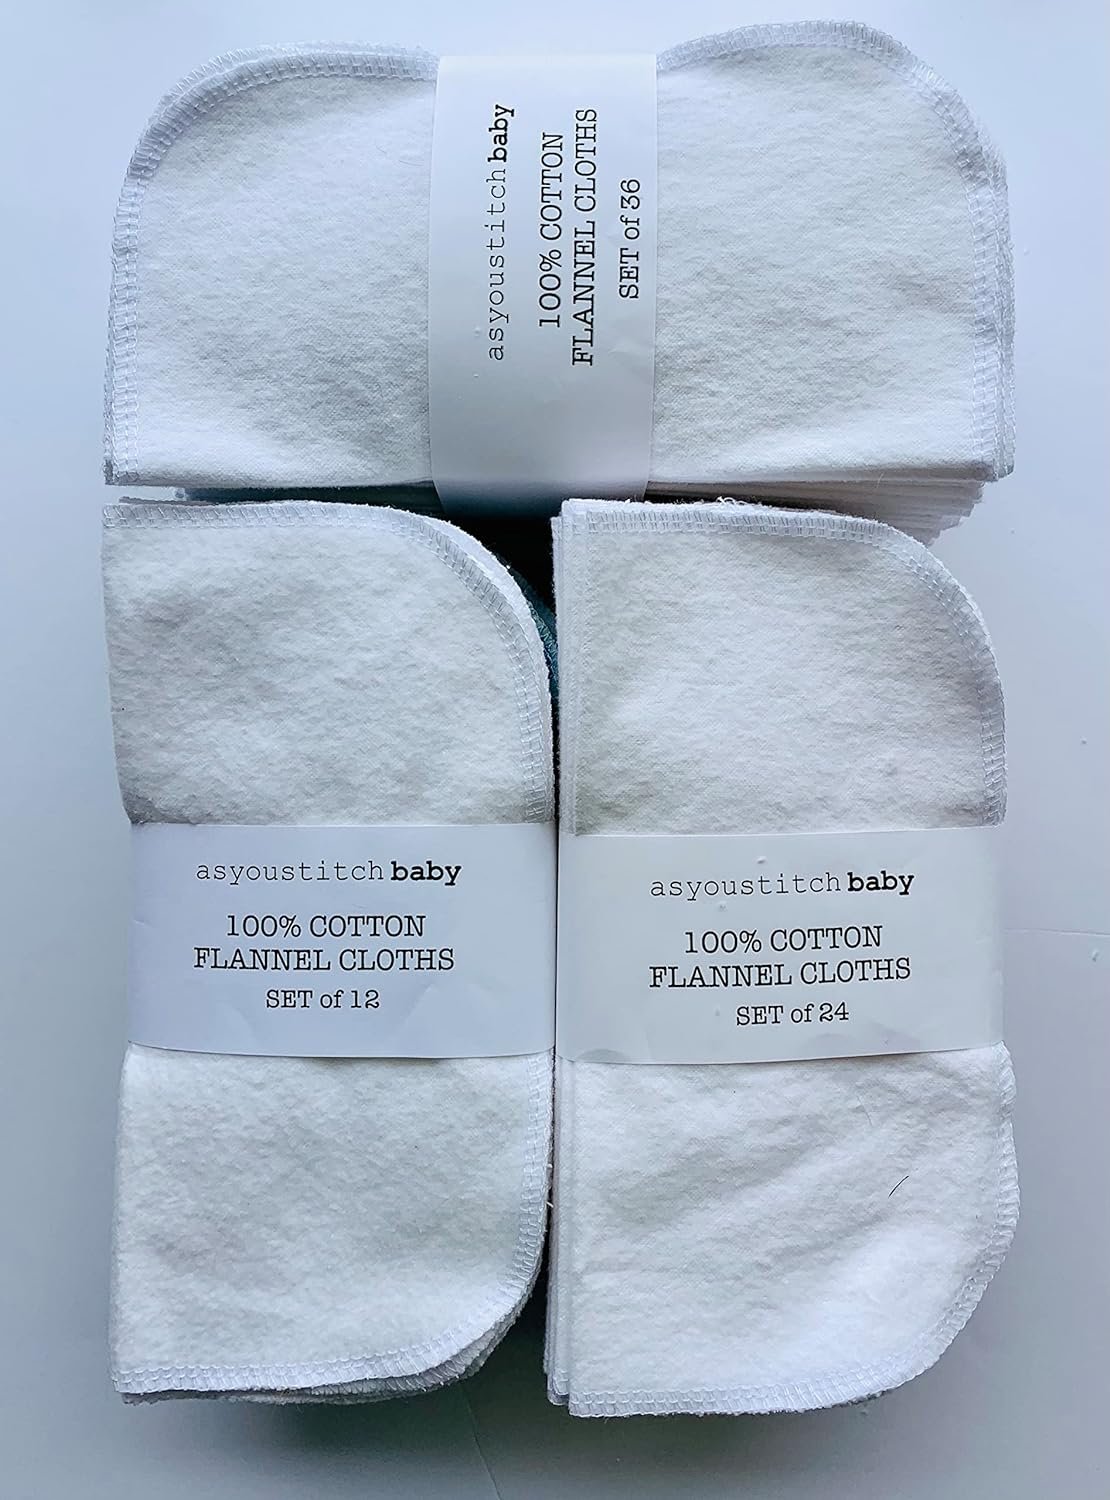 asyoustitch baby
100% COTTON
FLANNEL CLOTHS
SET of 36
asyoustitch baby
100% COTTON
FLANNEL CLOTHS
SET of 12
asyoustitch baby
100% COTTON
FLANNEL CLOTHS
SET of 24